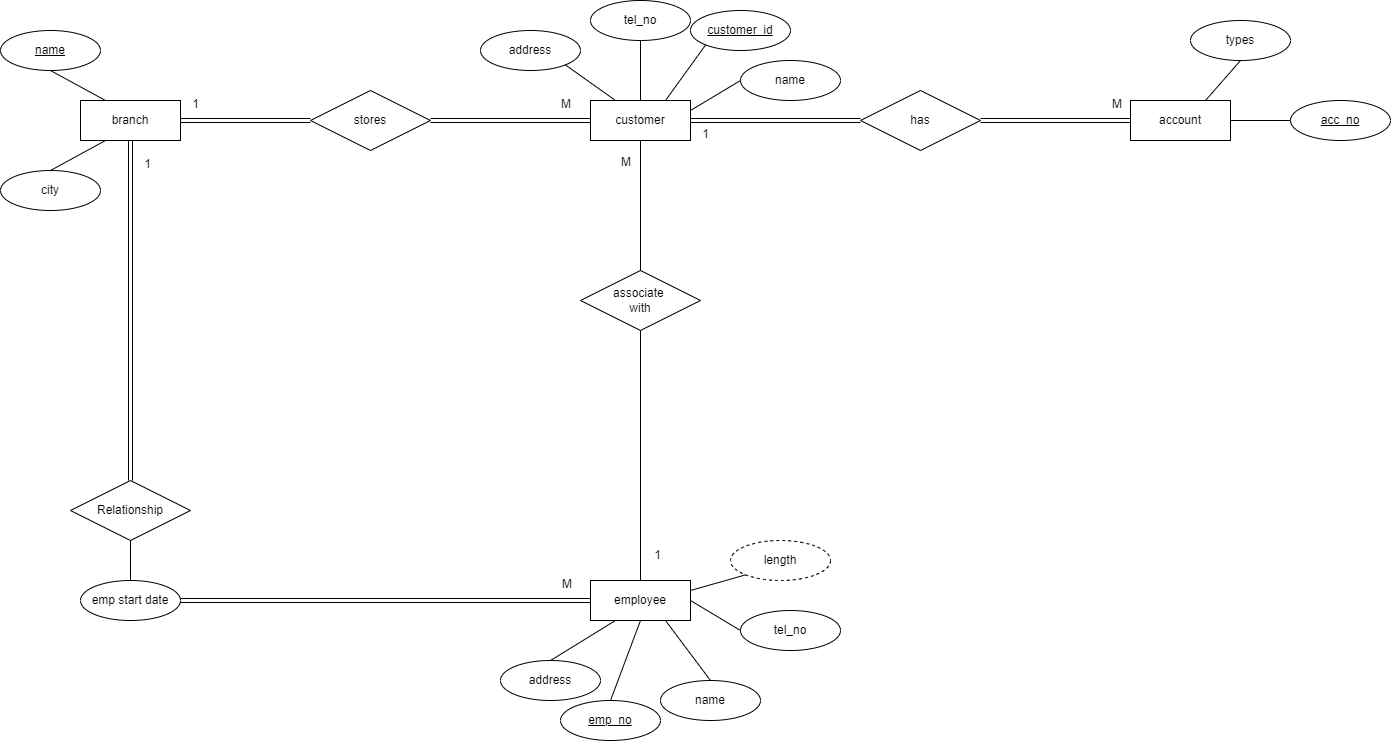 tel_no
customer_id
name
address
types
name
1
M
M
branch
stores
customer
has
account
acc_no
1
1
M
city
associate
with
Relationship
1
length
M
emp start date
employee
tel_no
address
name
emp_no